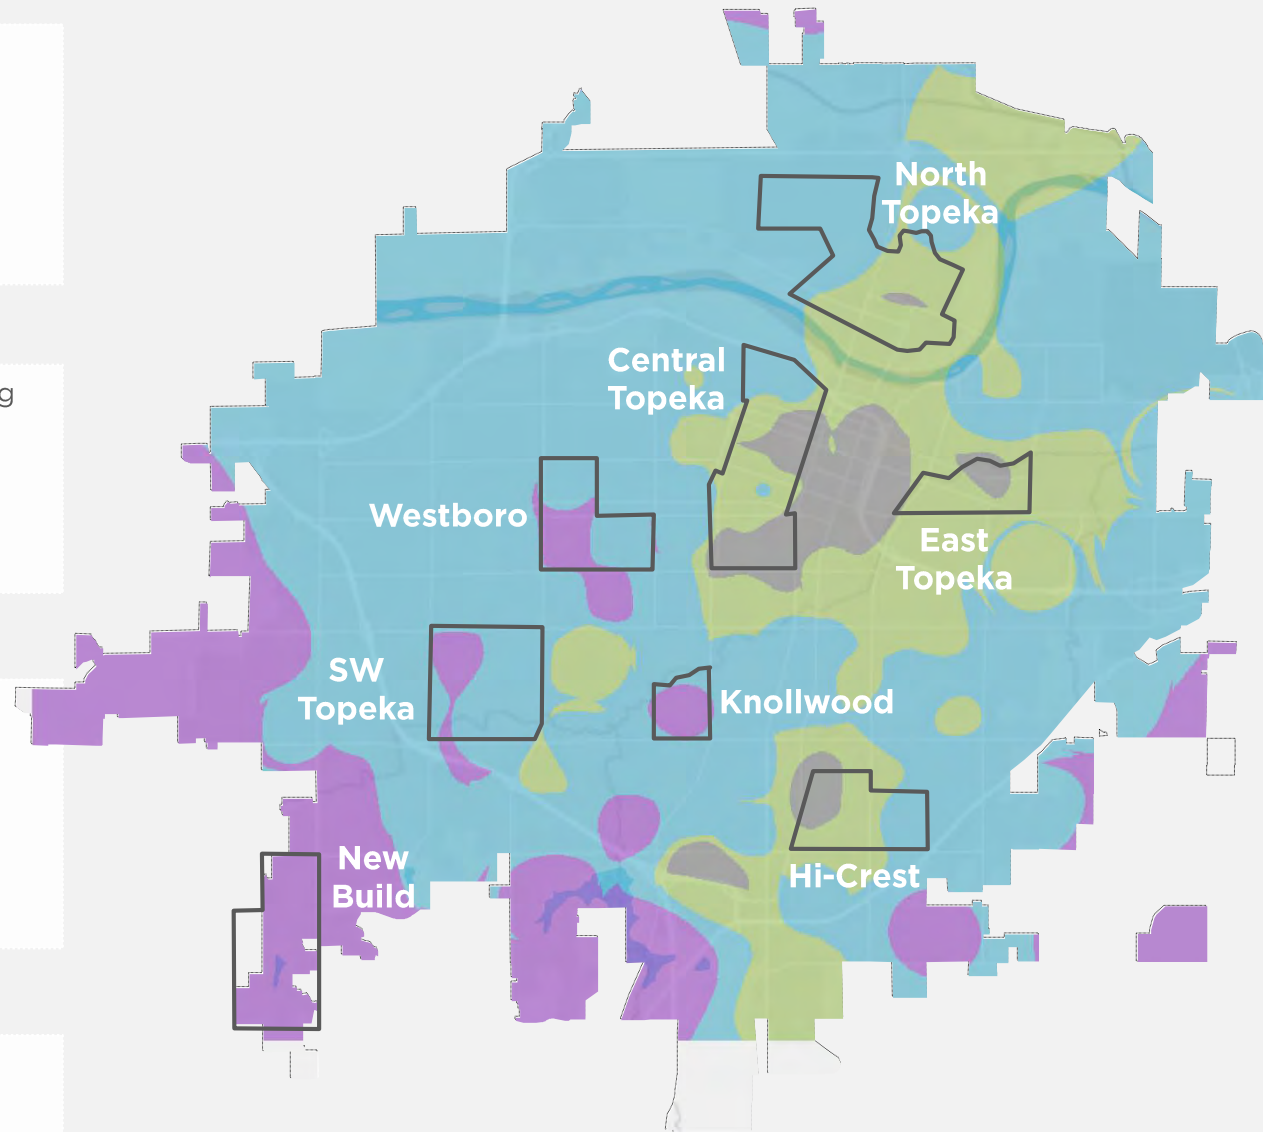 North
Topeka
g
Central
Topeka
Westboro
East
Topeka
SW
Topeka
Knollwood
New
Build
Hi-Crest